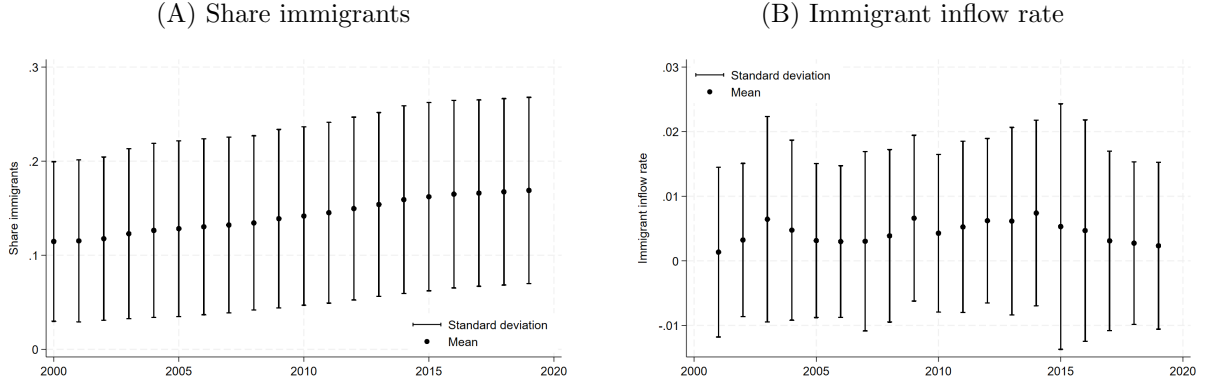 (A) Share immigrants
.3
.2
.1
0
Share immigrants
Standard deviation
Mean
2000 2005 2010 2015 2020
(B) Immigrant inflow rate
.03
.02
.01
0
-.01
Immigrant inflow rate
Standard deviation
Mean
2000 2005 2010 2015 2020